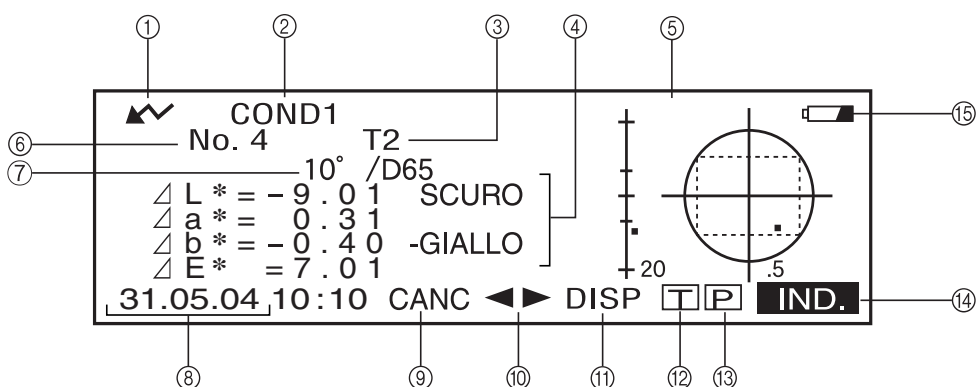 ① ② ③ ④ ⑤
COND1
⑥ No. 4 T2 ⑮
⑦ 10° /D65
⊿L*=-9.01 SCURO
⊿a*= 0.31
⊿b*=-0.40 -GIALLO
⊿E* =7.01 20 .5
31.05.04 10:10 CANC ◀▶ DISP T P IND. ⑭
⑧ ⑨ ⑩ ⑪ ⑫ ⑬